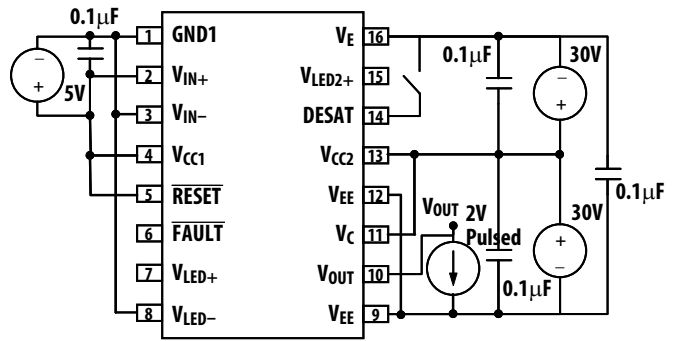 0.1μF
5V
1 GND1
2 VIN+
3 VIN–
4 VCC1
5 RESET
6 FAULT
7 VLED+
8 VLED–
VE 16
VLED2+ 15
DESAT 14
VCC2 13
VEE 12
VC 11
VOUT 10
VEE 9
0.1μF
30V
0.1μF
30V
VOUT 2V
Pulsed
0.1μF